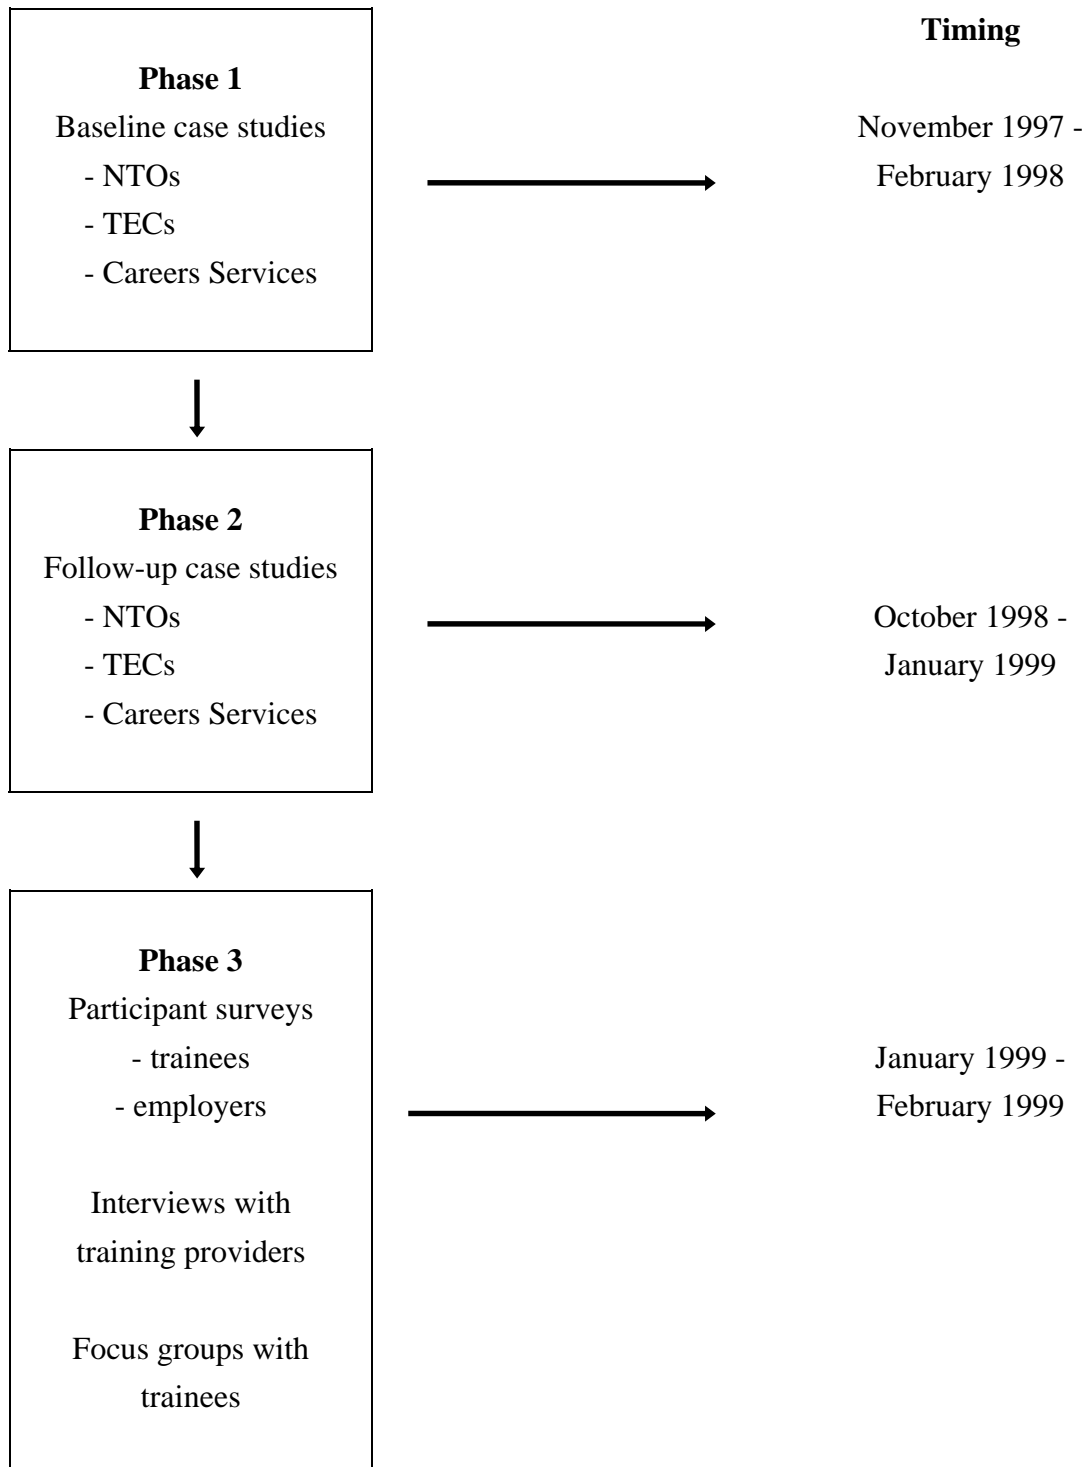 Timing
Phase 1
Baseline case studies
- NTOs
- TECs
- Careers Services
November 1997 -
February 1998
Phase 2
Follow-up case studies
- NTOs
- TECs
- Careers Services
October 1998 -
January 1999
Phase 3
Participant surveys
- trainees
- employers
Interviews with
training providers
Focus groups with
trainees
January 1999 -
February 1999